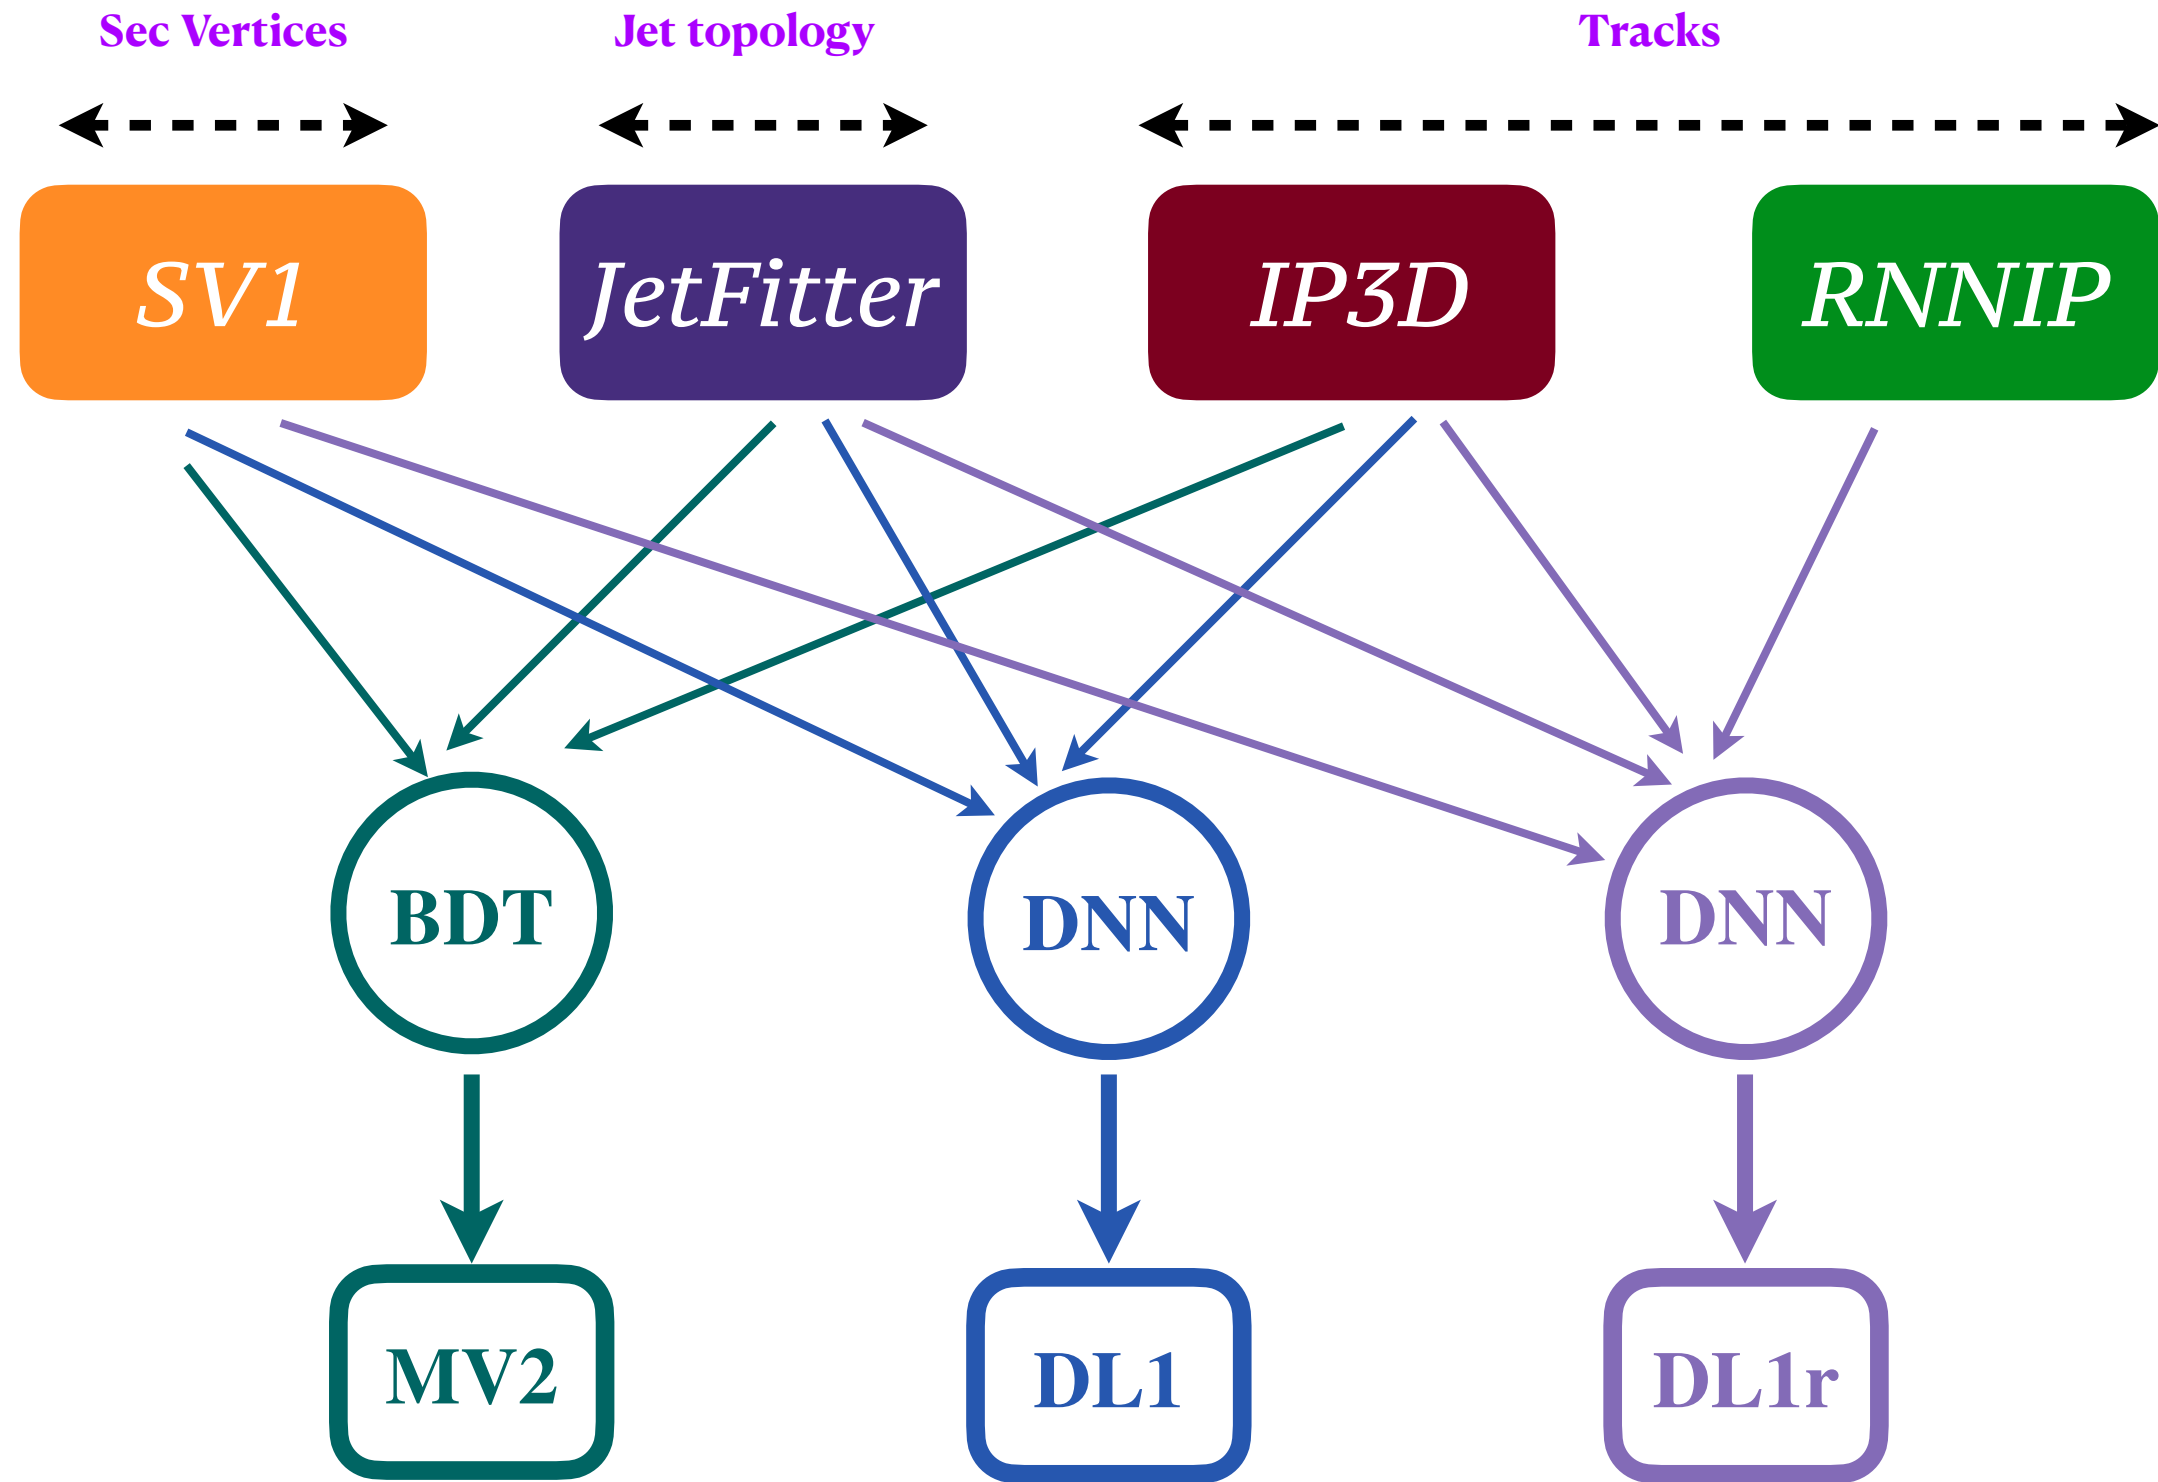 Sec Vertices
Jet topology
Tracks
SV1
JetFitter
IP3D
RNNIP
BDT
DNN
DNN
MV2
DL1
DL1r